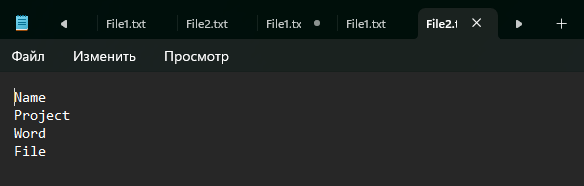 File1.txt File2.txt File1.tx File1.txt File2.t
Файл Изменить Просмотр
Name
Project
Word
File